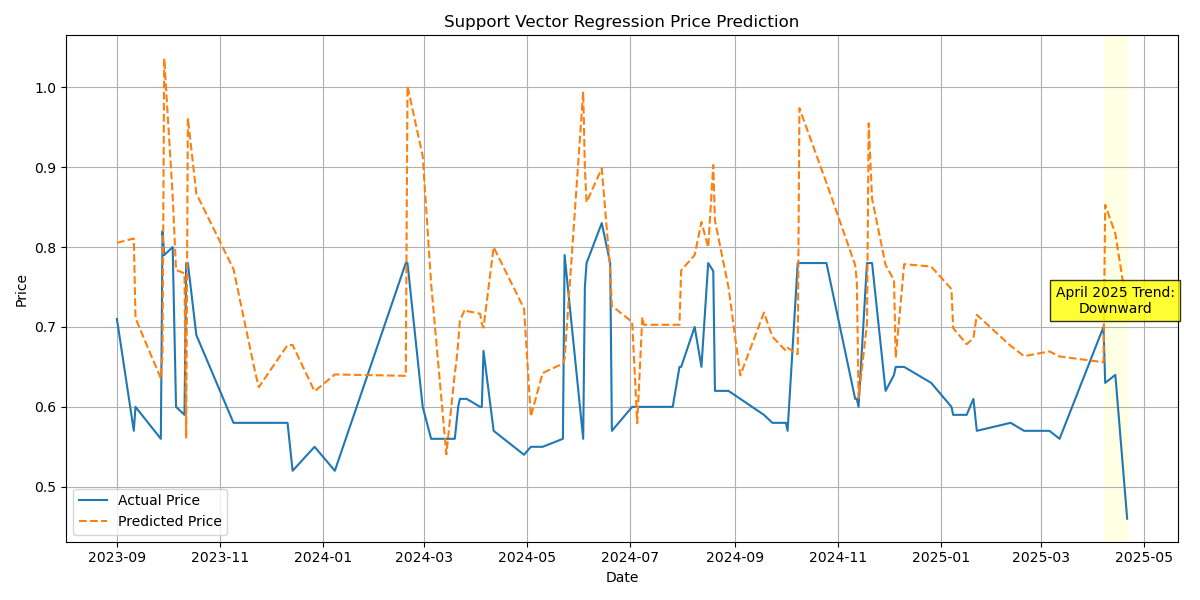 Support Vector Regression Price Prediction
Price
1.0
0.9
0.8
0.7
0.6
0.5
April 2025 Trend:
Downward
Actual Price
Predicted Price
2023-09 2023-11 2024-01 2024-03 2024-05 2024-07 2024-09 2024-11 2025-01 2025-03 2025-05
Date